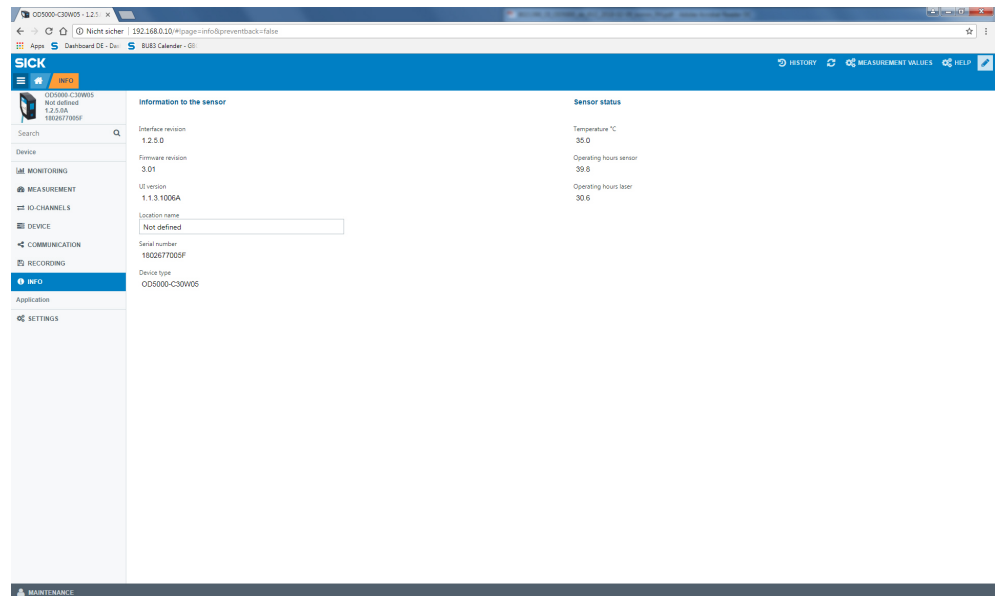 OD5000-C30W05 - 1.2.5
Nicht sicher | 192.168.0.10/#!page=info&preventback=false
Apps Dashboard DE - Da BUB3 Calender - Gli
SICK
HISTORY MEASUREMENT VALUES HELP
INFO
OD5000-C30W05
Not defined
1.2.5.0A
1802677005F
Search
Device
MONITORING
MEASUREMENT
IO-CHANNELS
DEVICE
COMMUNICATION
RECORDING
INFO
Application
SETTINGS
Information to the sensor
Interface revision
1.2.5.0
Firmware revision
3.01
UI version
1.1.3.1006A
Location name
Not defined
Serial number
1802677005F
Device type
OD5000-C30W05
Sensor status
Temperature °C
35.0
Operating hours sensor
39.8
Operating hours laser
30.6
MAINTENANCE